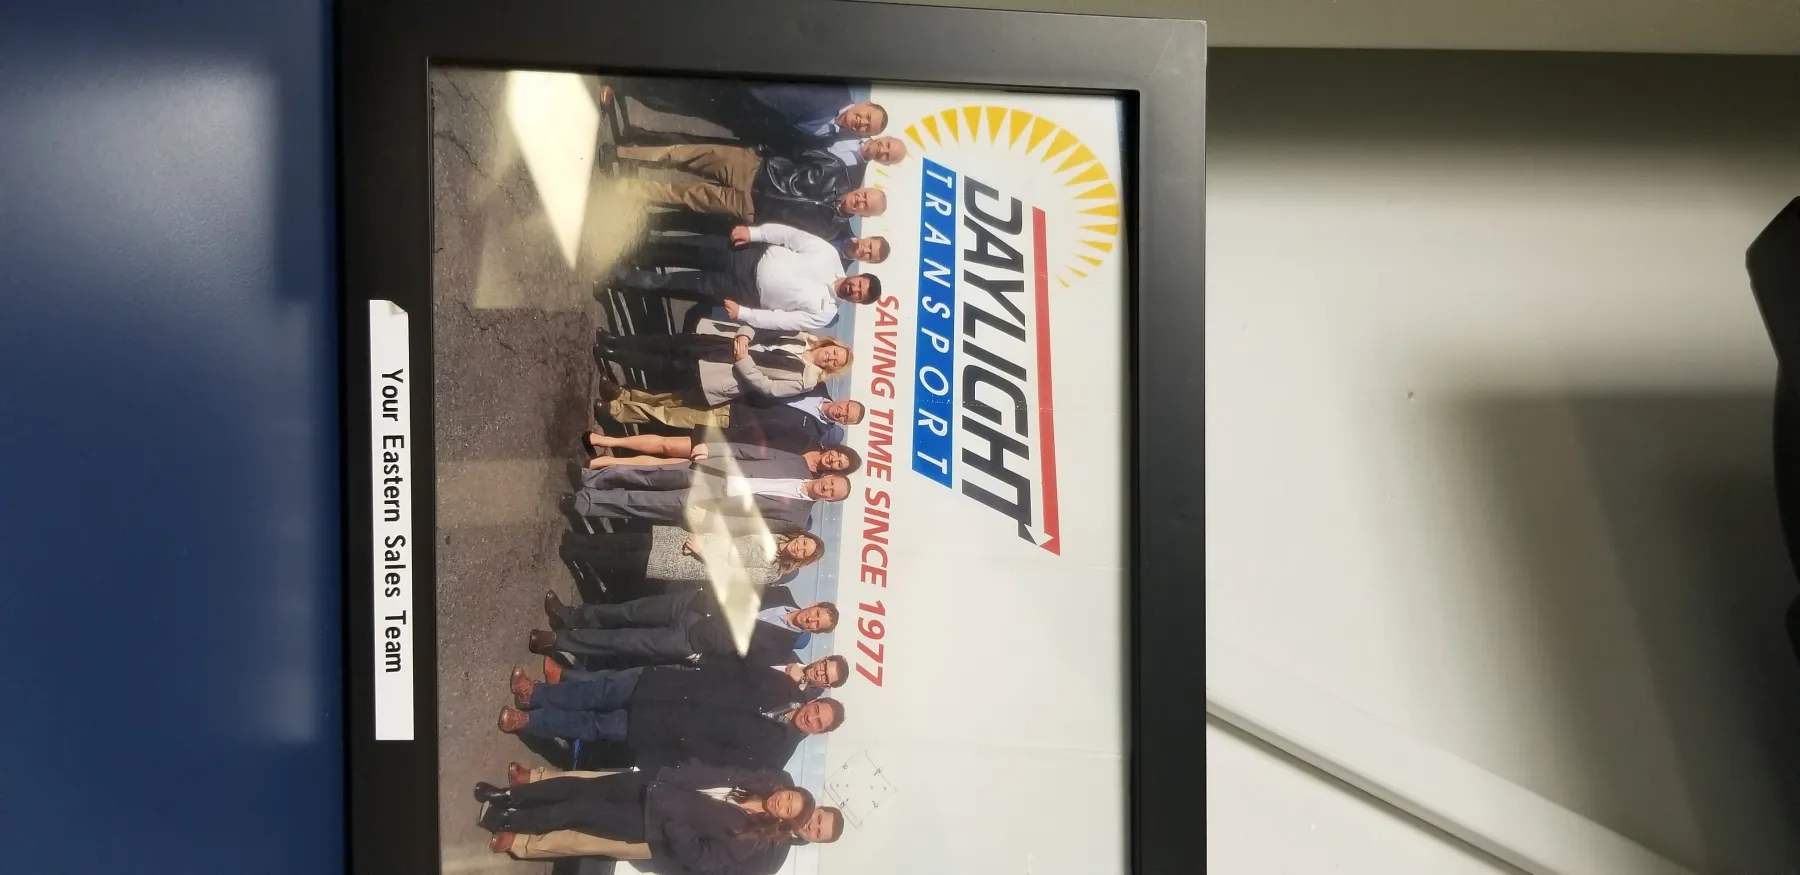 DAYLIGHT
TRANSPORT
SAVING TIME SINCE 1977
Your Eastern Sales Team